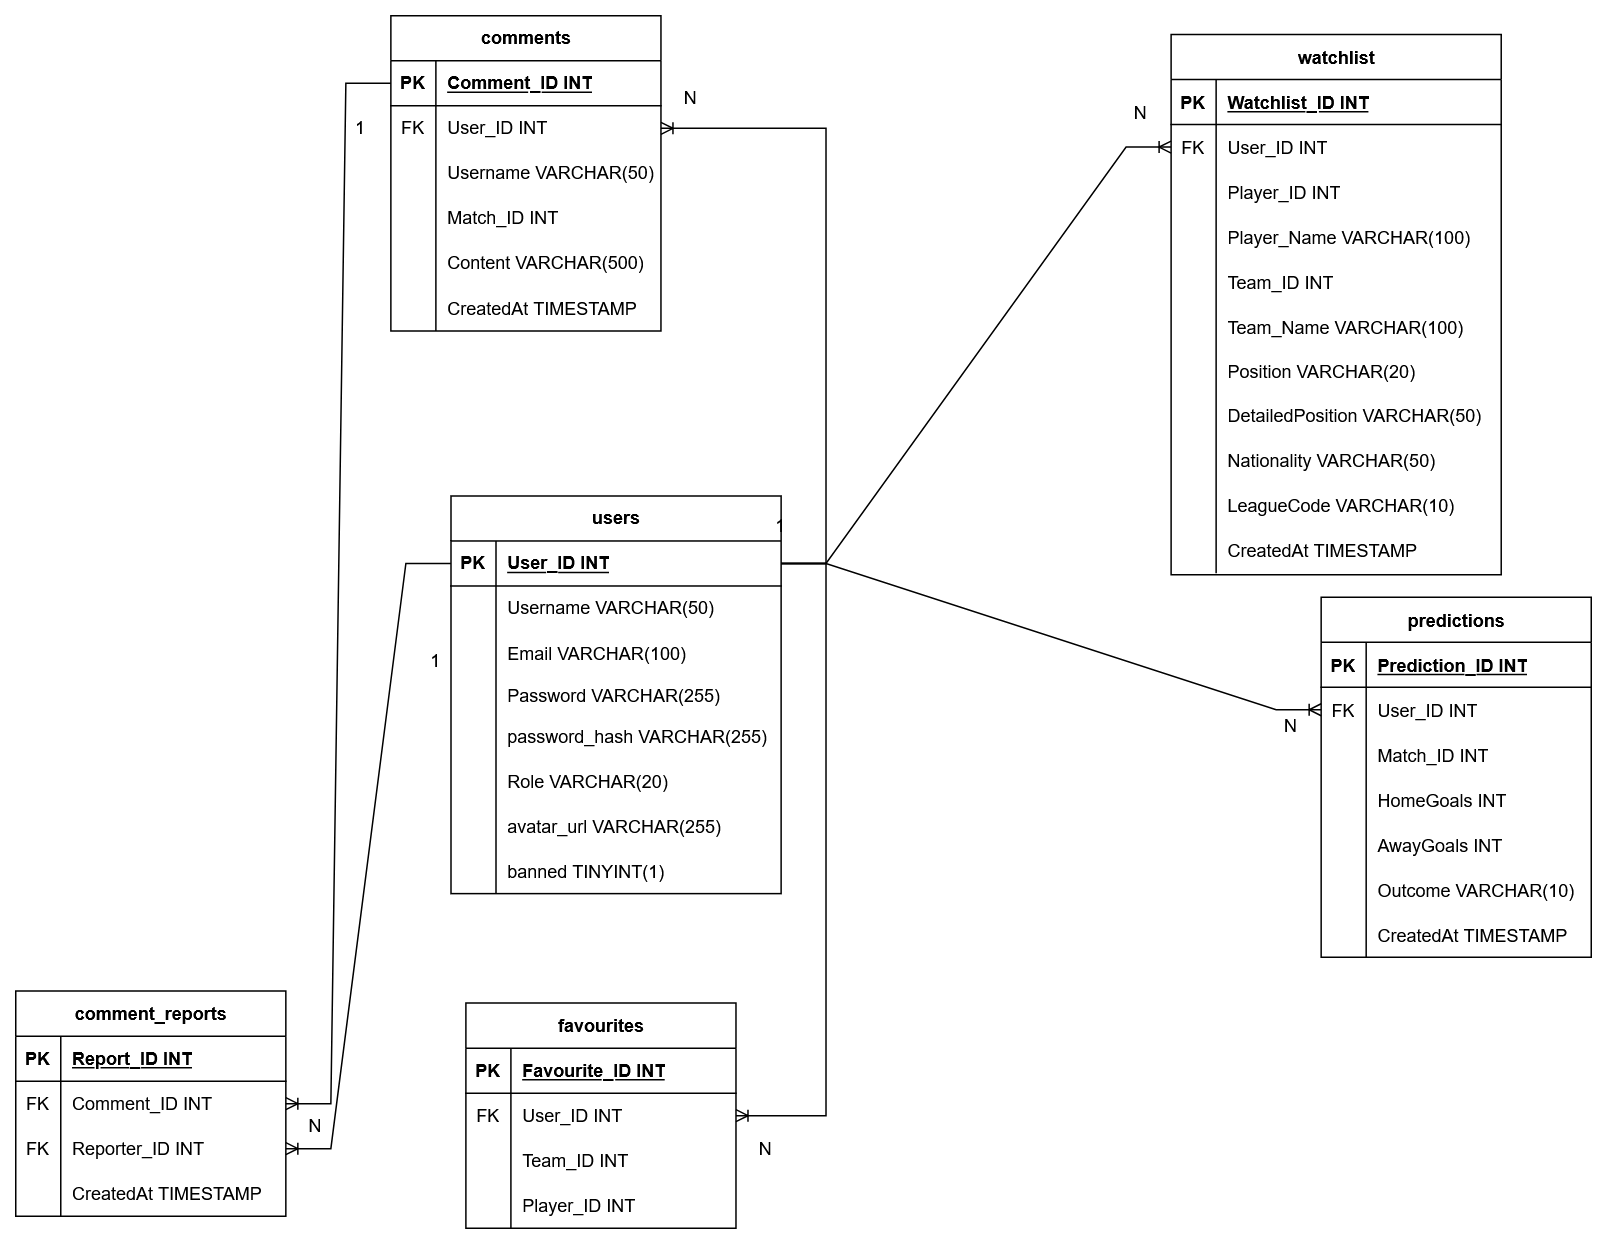 comments
PK Comment_ID INT
FK User_ID INT
Username VARCHAR(50)
Match_ID INT
Content VARCHAR(500)
CreatedAt TIMESTAMP
1
N
watchlist
PK Watchlist_ID INT
FK User_ID INT
Player_ID INT
Player_Name VARCHAR(100)
Team_ID INT
Team_Name VARCHAR(100)
Position VARCHAR(20)
DetailedPosition VARCHAR(50)
Nationality VARCHAR(50)
LeagueCode VARCHAR(10)
CreatedAt TIMESTAMP
N
users
1
PK User_ID INT
Username VARCHAR(50)
Email VARCHAR(100)
Password VARCHAR(255)
password_hash VARCHAR(255)
Role VARCHAR(20)
avatar_url VARCHAR(255)
banned TINYINT(1)
1
predictions
PK Prediction_ID INT
FK User_ID INT
Match_ID INT
HomeGoals INT
AwayGoals INT
Outcome VARCHAR(10)
CreatedAt TIMESTAMP
N
comment_reports
PK Report_ID INT
FK Comment_ID INT
FK Reporter_ID INT
CreatedAt TIMESTAMP
N
favourites
PK Favourite_ID INT
FK User_ID INT
Team_ID INT
Player_ID INT
N